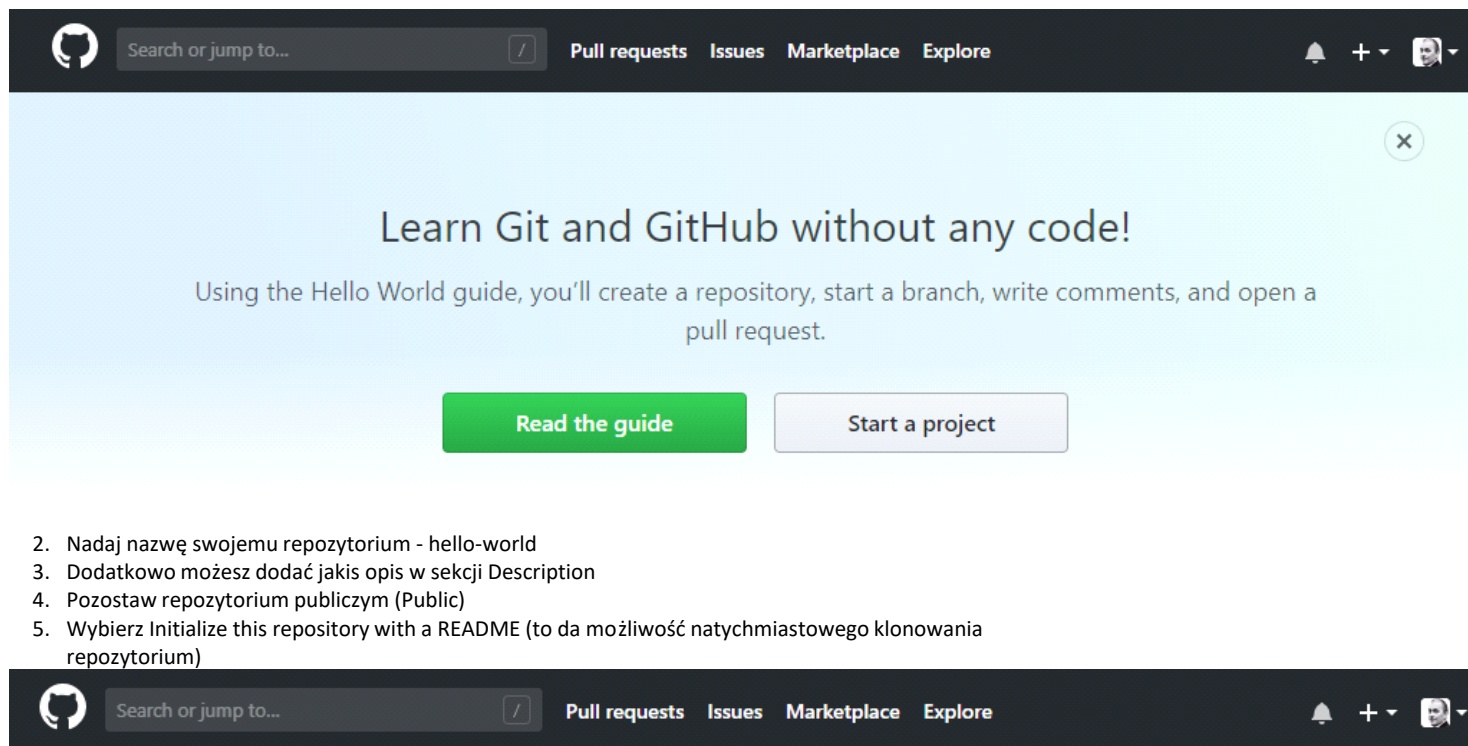 Search or jump to... / Pull requests Issues Marketplace Explore
Learn Git and GitHub without any code!
Using the Hello World guide, you'll create a repository, start a branch, write comments, and open a
pull request.
Read the guide Start a project
2. Nadaj nazwę swojemu repozytorium - hello-world
3. Dodatkowo możesz dodać jakis opis w sekcji Description
4. Pozostaw repozytorium publiczym (Public)
5. Wybierz Initialize this repository with a README (to da możliwość natychmiastowego klonowania
repozytorium)
Search or jump to... / Pull requests Issues Marketplace Explore